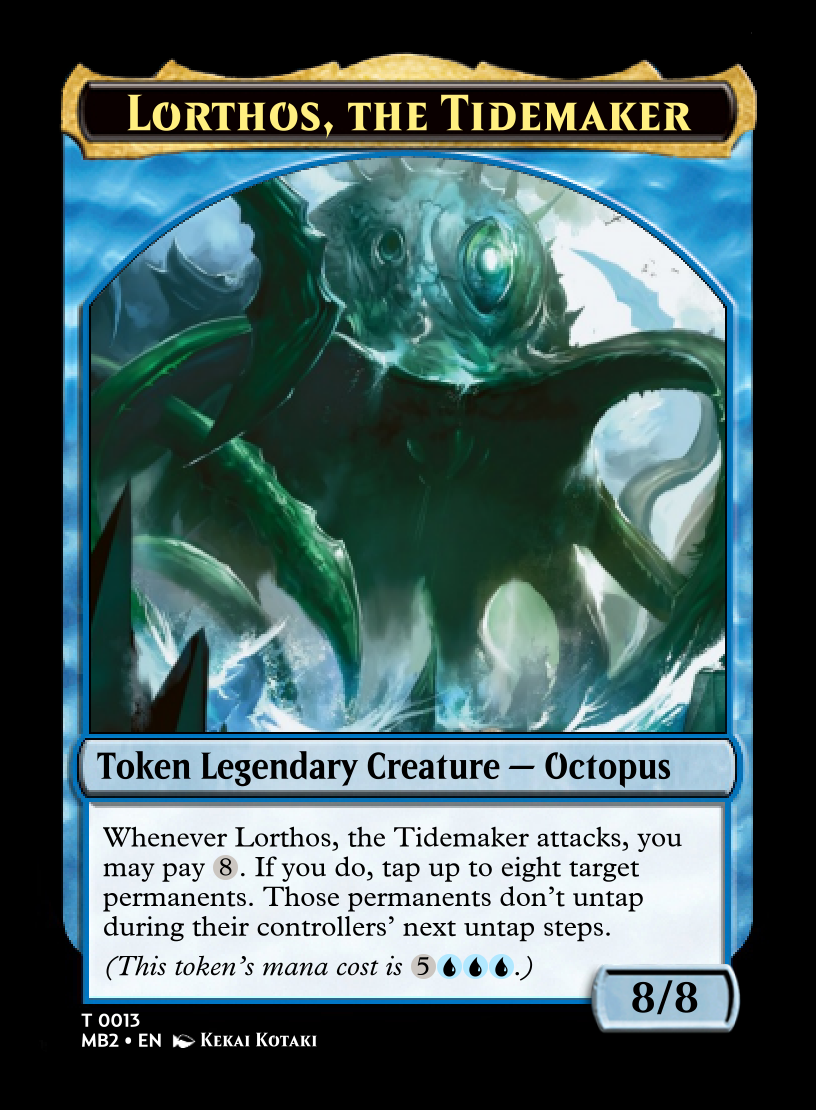 Lorthos, the Tidemaker
Token Legendary Creature — Octopus
Whenever Lorthos, the Tidemaker attacks, you
may pay 8. If you do, tap up to eight target
permanents. Those permanents don't untap
during their controllers' next untap steps.
(This token's mana cost is 5.)
8/8
T 0013
MB2 • EN Kekai Kotaki